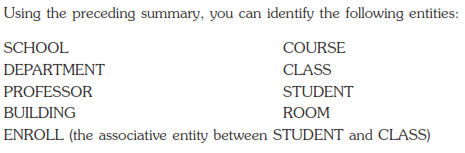 Using the preceding summary, you can identify the following entities:
SCHOOL COURSE
DEPARTMENT CLASS
PROFESSOR STUDENT
BUILDING ROOM
ENROLL (the associative entity between STUDENT and CLASS)